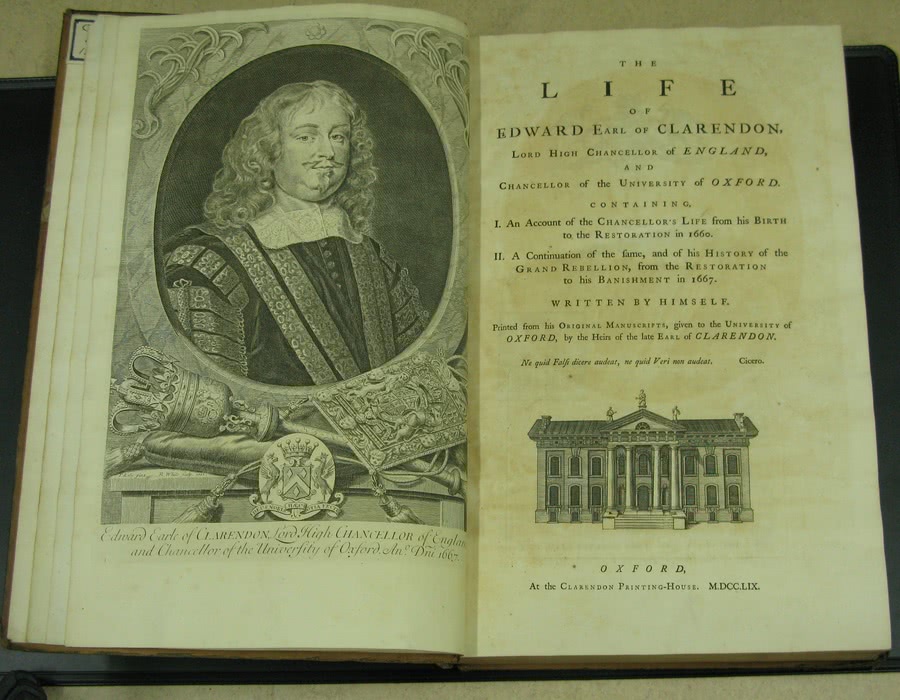 Edward Earle of CLARENDON, Lord High CHANCELLOR of Englan
and Chancellor of the Univerſity of Oxford. Anº. Dni 1667.
THE
LIFE
OF
EDWARD EARL OF CLARENDON,
LORD HIGH CHANCELLOR of ENGLAND,
AND
CHANCELLOR of the UNIVERSITY of OXFORD.
CONTAINING,
I. An Account of the CHANCELLOR'S LIFE from his BIRTH
to the RESTORATION in 1660.
II. A Continuation of the ſame, and of his HISTORY of the
GRAND REBELLION, from the RESTORATION
to his BANISHMENT in 1667.
WRITTEN BY HIMSELF.
Printed from his ORIGINAL MANUSCRIPTS, given to the UNIVERSITY of
OXFORD, by the Heirs of the late EARL of CLARENDON.
Ne quid Falſi dicere audeat, ne quid Veri non audeat. Cicero.
OXFORD,
At the CLARENDON PRINTING-HOUSE. M.DCC.LIX.